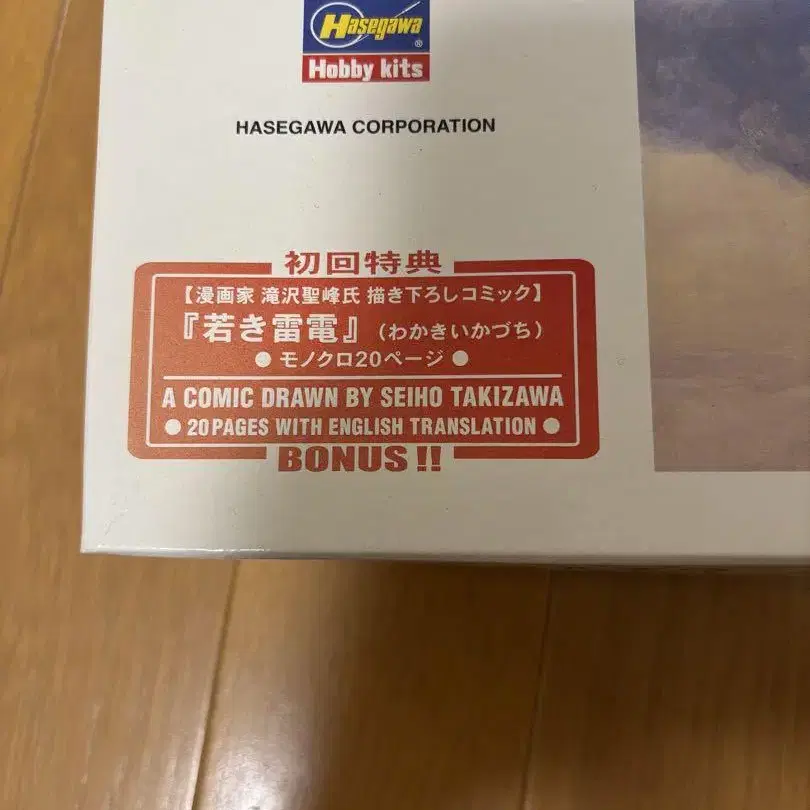 Hasegawa ®
Hobby kits
HASEGAWA CORPORATION
初回特典
【漫画家 滝沢聖峰氏 描き下ろしコミック】
『若き雷電』(わかきいかづち)
● モノクロ20ページ ●
A COMIC DRAWN BY SEIHO TAKIZAWA
● 20PAGES WITH ENGLISH TRANSLATION ●
BONUS !!